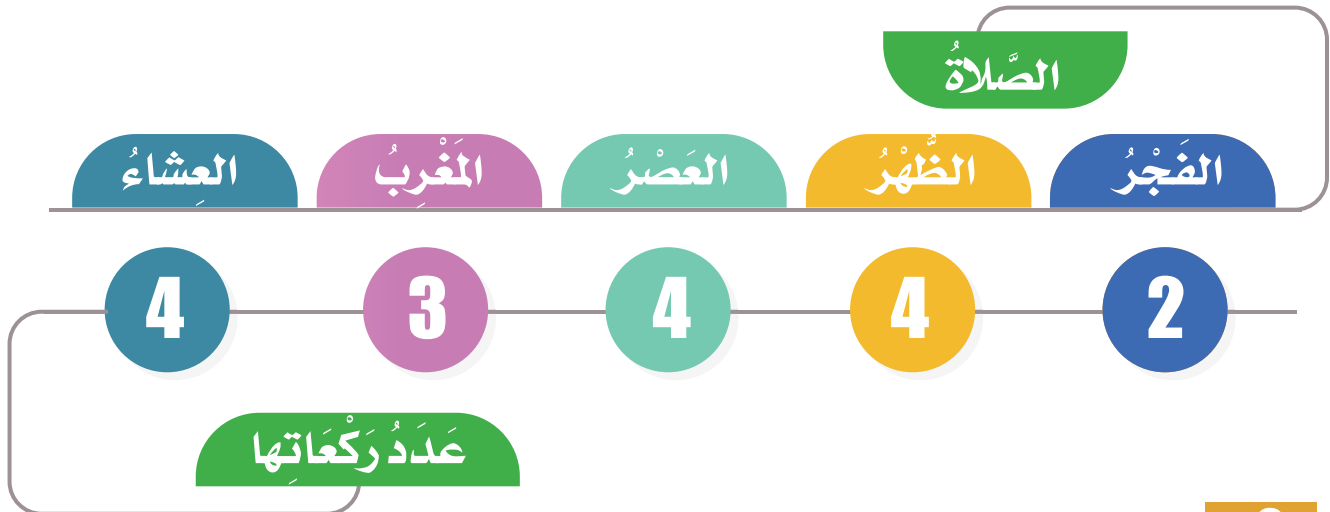 الصَّلاةُ
الفَجْرُ الظُّهْرُ العَصْرُ المَغْرِبُ العِشاءُ
2 4 4 3 4
عَدَدُ رَكْعَاتِها